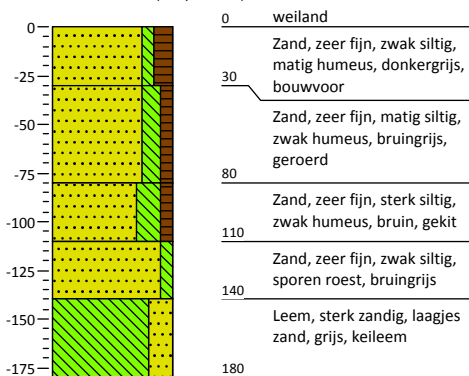 0 weiland
Zand, zeer fijn, zwak siltig,
matig humeus, donkergrijs,
bouwvoor
30
Zand, zeer fijn, matig siltig,
zwak humeus, bruingrijs,
geroerd
80
Zand, zeer fijn, sterk siltig,
zwak humeus, bruin, gekit
110
Zand, zeer fijn, zwak siltig,
sporen roest, bruingrijs
140
Leem, sterk zandig, laagjes
zand, grijs, keileem
180
0
-25
-50
-75
-100
-125
-150
-175